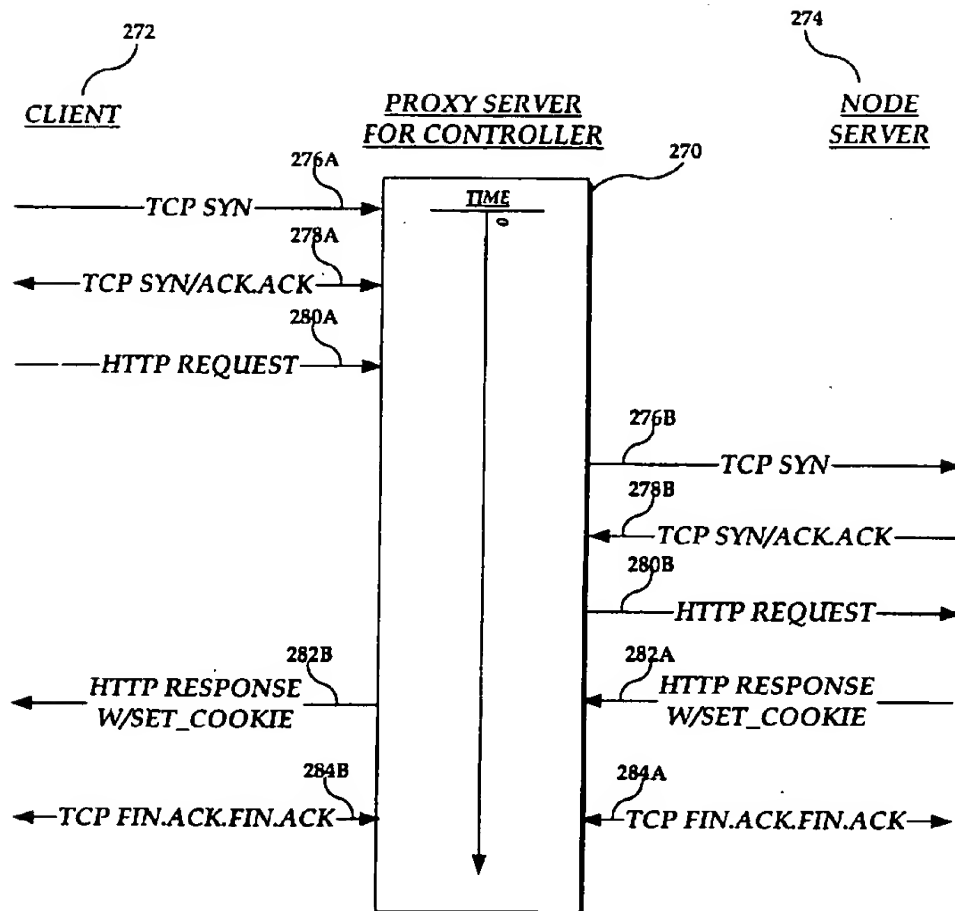 272
274
CLIENT
PROXY SERVER
FOR CONTROLLER
NODE
SERVER
276A
270
TCP SYN
TIME
0
278A
TCP SYN/ACK.ACK
280A
HTTP REQUEST
276B
TCP SYN
278B
TCP SYN/ACK.ACK
280B
HTTP REQUEST
282B
282A
HTTP RESPONSE
W/SET_COOKIE
HTTP RESPONSE
W/SET_COOKIE
284B
284A
TCP FIN.ACK.FIN.ACK
TCP FIN.ACK.FIN.ACK